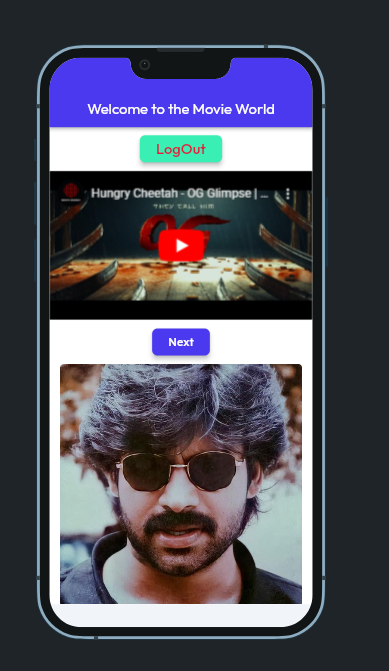 Welcome to the Movie World
LogOut
Hungry Cheetah - OG Glimpse | ...
THEY CALL HIM
OG
Next